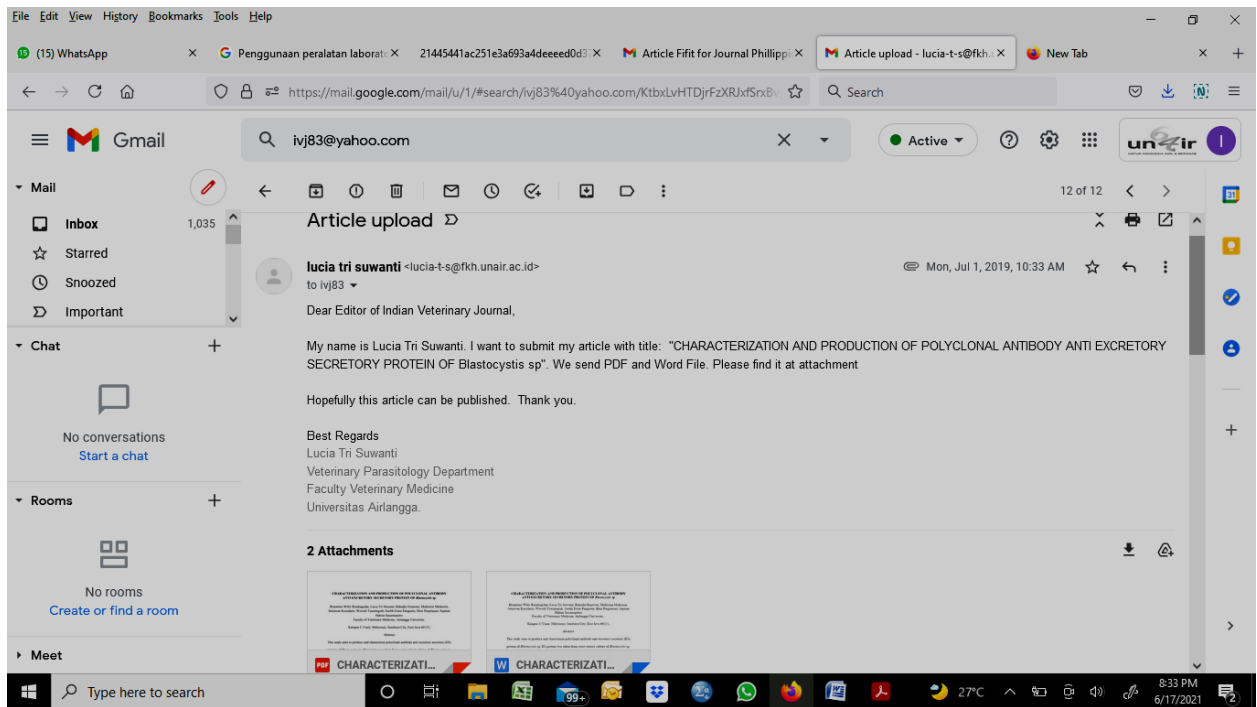 File Edit View History Bookmarks Tools Help
(15) WhatsApp
Penggunaan peralatan laborato
21445441ac251e3a693a4deeeed0d37
Article Fifit for Journal Phillippi
Article upload - lucia-t-s@fkh.u
New Tab
https://mail.google.com/mail/u/1/#search/ivj83%40yahoo.com/KtbxLvHTDjrFzXRJxfSrxBv
Search
Gmail
ivj83@yahoo.com
Active
unair
I
Mail
12 of 12
31
Inbox 1,035
Starred
Snoozed
Important
Article upload
lucia tri suwanti <lucia-t-s@fkh.unair.ac.id>
Mon, Jul 1, 2019, 10:33 AM
to ivj83
Dear Editor of Indian Veterinary Journal,
My name is Lucia Tri Suwanti. I want to submit my article with title: "CHARACTERIZATION AND PRODUCTION OF POLYCLONAL ANTIBODY ANTI EXCRETORY
SECRETORY PROTEIN OF Blastocystis sp". We send PDF and Word File. Please find it at attachment
Hopefully this article can be published. Thank you.
Best Regards
Lucia Tri Suwanti
Veterinary Parasitology Department
Faculty Veterinary Medicine
Universitas Airlangga.
Chat
No conversations
Start a chat
Rooms
No rooms
Create or find a room
Meet
2 Attachments
PDF CHARACTERIZATI...
W CHARACTERIZATI...
Type here to search
99+
27°C
8:33 PM
6/17/2021
2